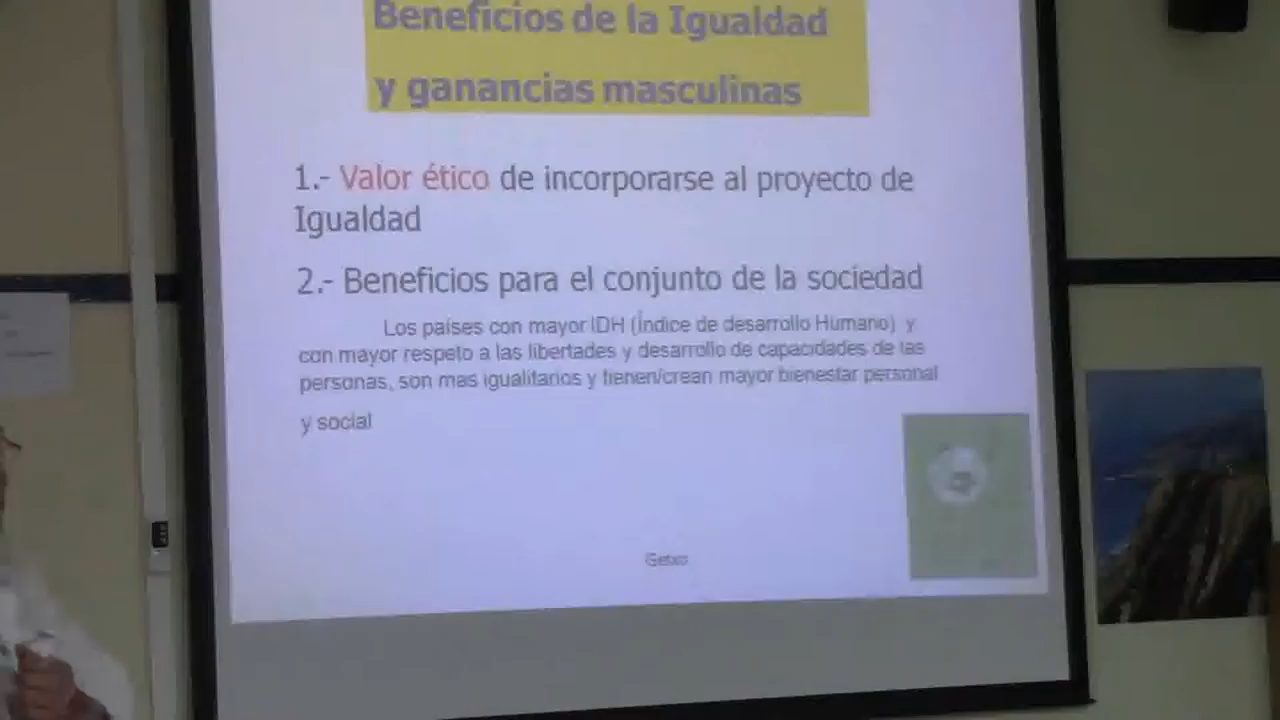 Beneficios de la Igualdad
y ganancias masculinas
1.- Valor ético de incorporarse al proyecto de
Igualdad
2.- Beneficios para el conjunto de la sociedad
Los países con mayor IDH (Índice de desarrollo Humano) y
con mayor respeto a las libertades y desarrollo de capacidades de las
personas, son mas igualitarios y tienen/crean mayor bienestar personal
y social
Getxo